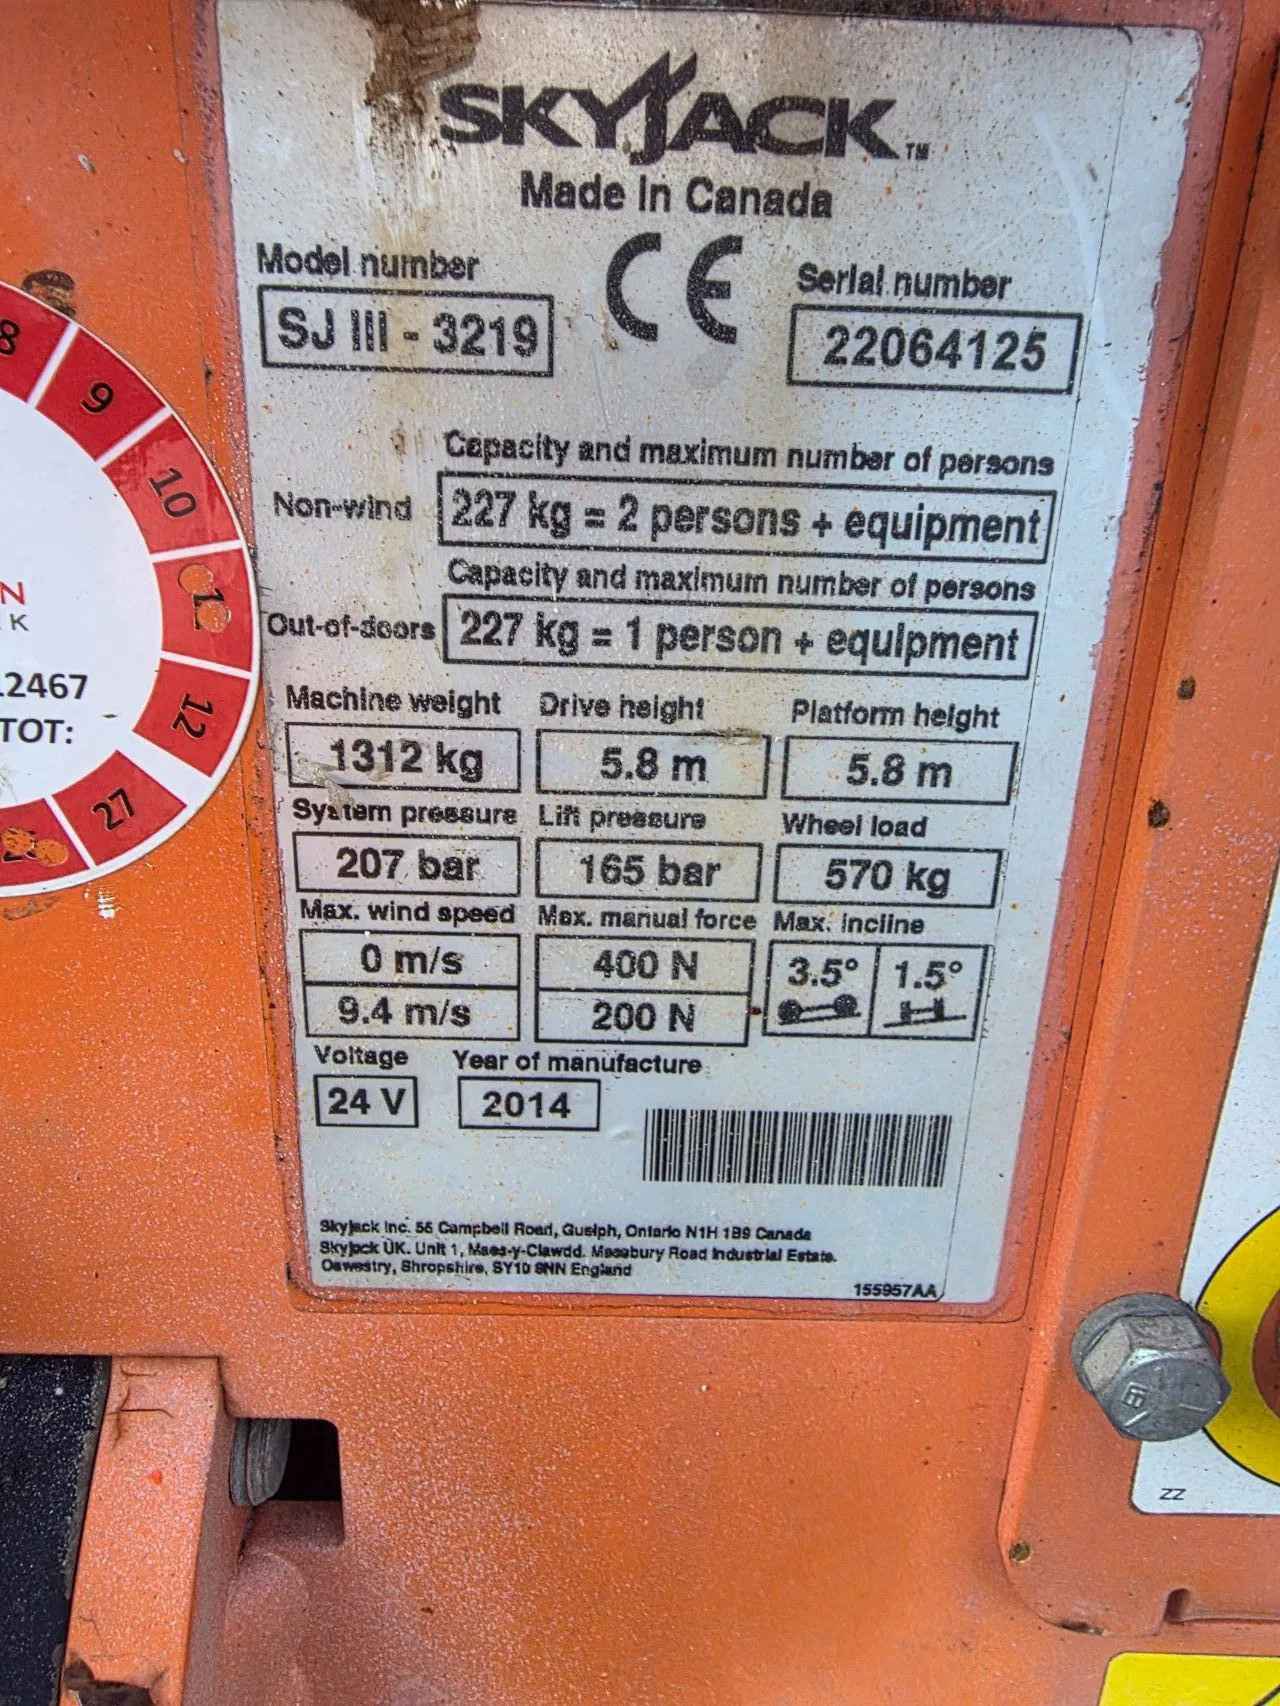 SKYJACK™
Made In Canada
Model number
CE
Serial number
SJ III - 3219
22064125
Capacity and maximum number of persons
Non-wind
227 kg = 2 persons + equipment
Capacity and maximum number of persons
Out-of-doors
227 kg = 1 person + equipment
Machine weight Drive height Platform height
1312 kg 5.8 m 5.8 m
System pressure Lift pressure Wheel load
207 bar 165 bar 570 kg
Max. wind speed Max. manual force Max. incline
0 m/s 400 N 3.5° 1.5°
9.4 m/s 200 N
Voltage Year of manufacture
24 V 2014
Skyjack Inc. 55 Campbell Road, Guelph, Ontario N1H 1B9 Canada
Skyjack UK. Unit 1, Maes-y-Clawdd. Maesbury Road Industrial Estate.
Oswestry, Shropshire, SY10 8NN England
155957AA
8
9
10
11
12
27
N
K
12467
TOT:
ZZ